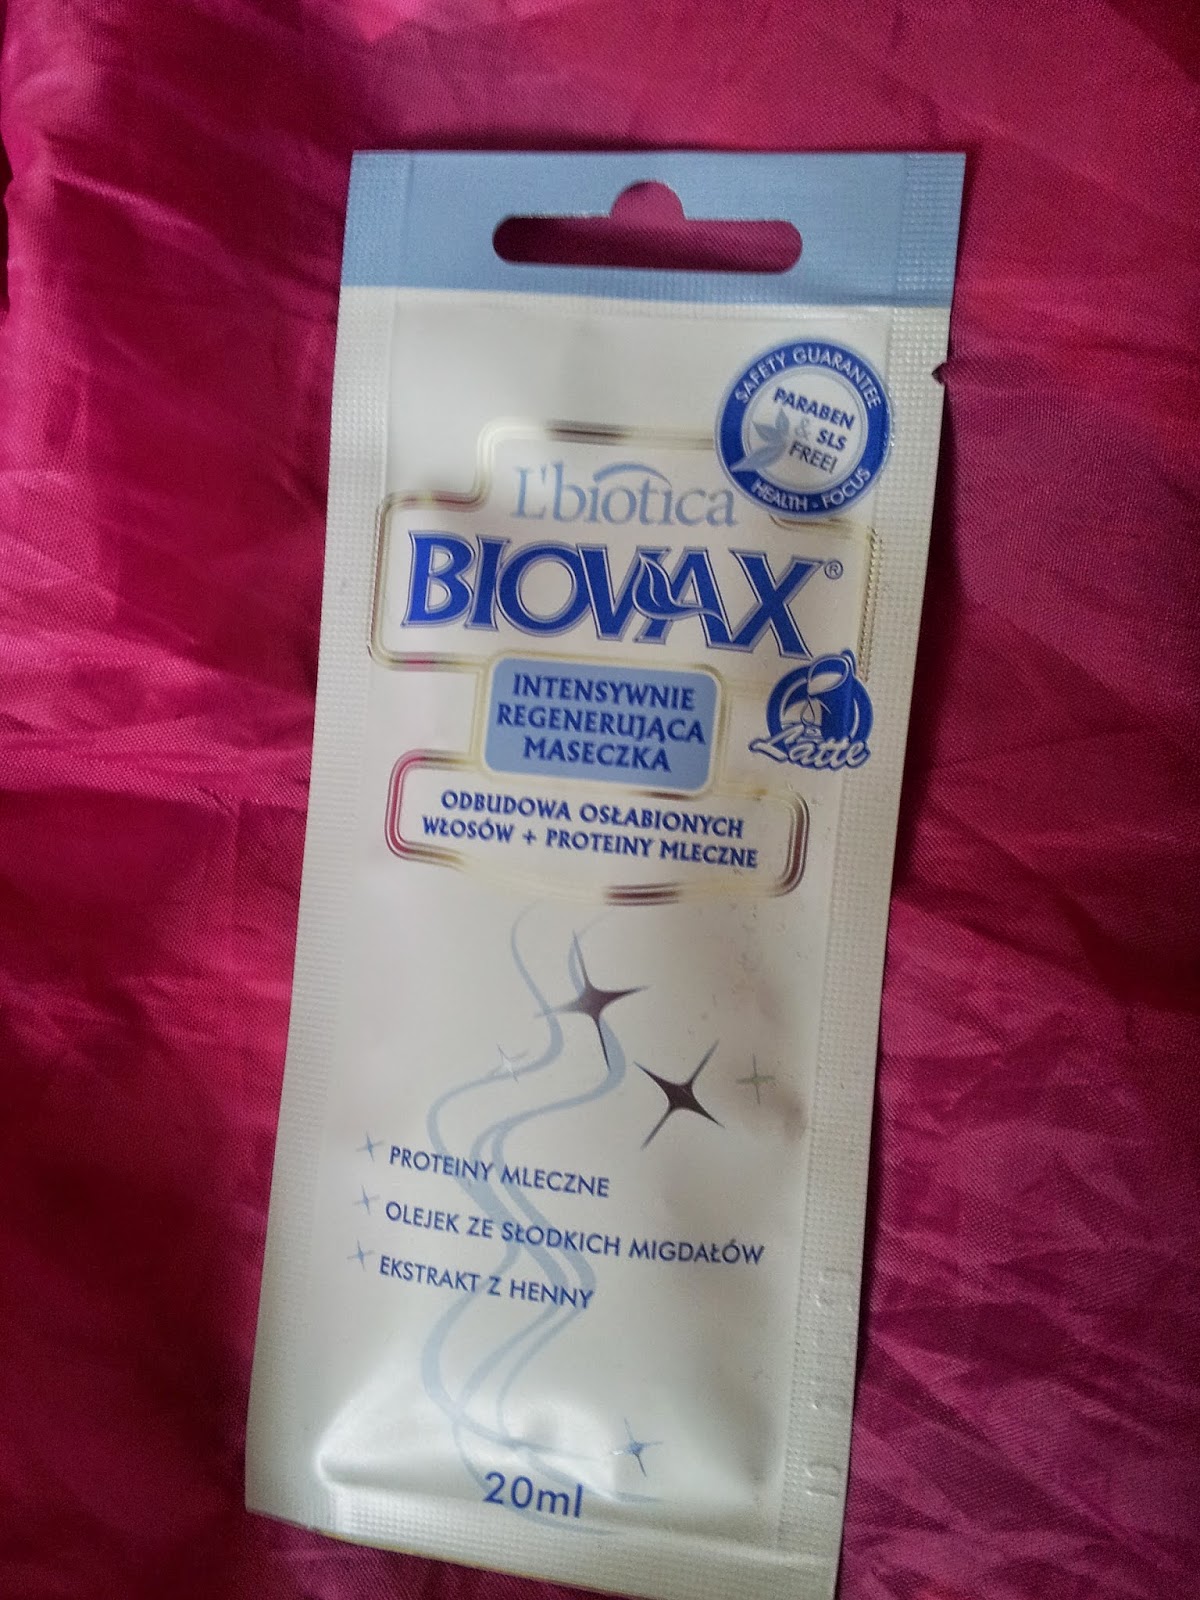 SAFETY GUARANTEE
PARABEN
& SLS
FREE!
HEALTH - FOCUS
L'biotica
BIOVAX®
INTENSYWNIE
REGENERUJĄCA
MASECZKA
Latte
ODBUDOWA OSŁABIONYCH
WŁOSÓW + PROTEINY MLECZNE
PROTEINY MLECZNE
OLEJEK ZE SŁODKICH MIGDAŁÓW
EKSTRAKT Z HENNY
20ml